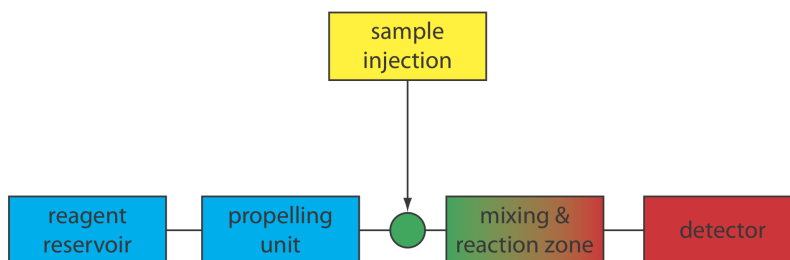 sample
injection
reagent
reservoir
propelling
unit
mixing &
reaction zone
detector